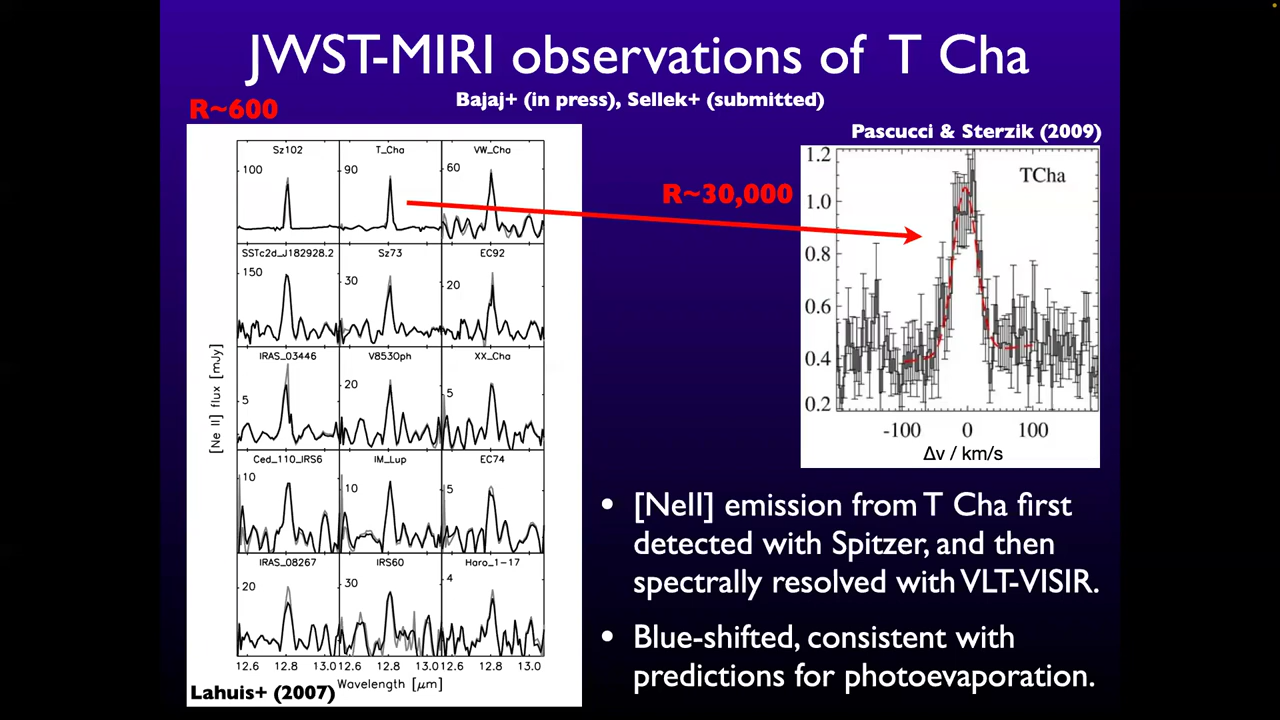 JWST-MIRI observations of T Cha
Bajaj+ (in press), Sellek+ (submitted)
R~600
Pascucci & Sterzik (2009)
R~30,000
Sz102
T_Cha
VW_Cha
100
90
60
SSTc2d_J182928.2
Sz73
EC92
150
30
20
IRAS_03446
V853Oph
XX_Cha
5
20
5
Ced_110_IRS6
IM_Lup
EC74
10
10
5
IRAS_08267
IRS60
Haro_1-17
20
30
4
[Ne II] flux [mJy]
12.6 12.8 13.0 12.6 12.8 13.0 12.6 12.8 13.0
Wavelength [μm]
Lahuis+ (2007)
TCha
1.2
1.0
0.8
0.6
0.4
0.2
-100 0 100
Δv / km/s
• [NeII] emission from T Cha first
detected with Spitzer, and then
spectrally resolved with VLT-VISIR.
• Blue-shifted, consistent with
predictions for photoevaporation.